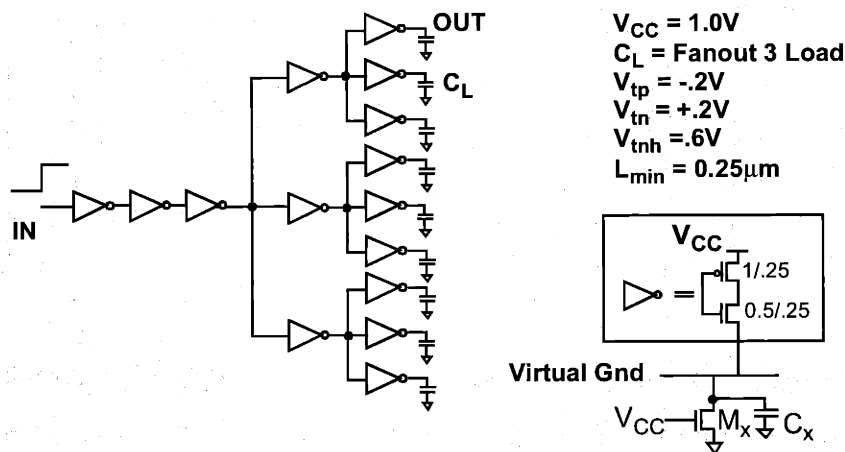 OUT
C_L
IN
V_CC = 1.0V
C_L = Fanout 3 Load
V_tp = -.2V
V_tn = +.2V
V_tnh =.6V
L_min = 0.25μm
V_CC
1/.25
=
0.5/.25
Virtual Gnd
V_CC
M_x
C_x